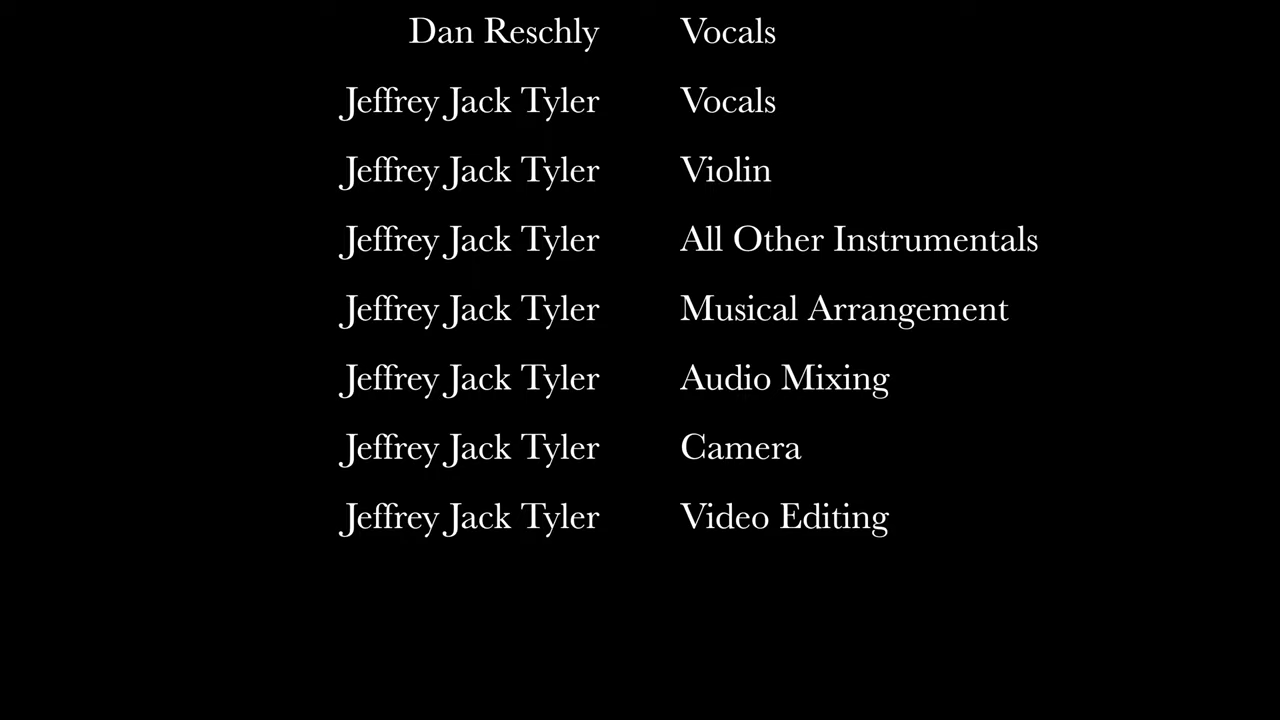 Dan Reschly Vocals
Jeffrey Jack Tyler Vocals
Jeffrey Jack Tyler Violin
Jeffrey Jack Tyler All Other Instrumentals
Jeffrey Jack Tyler Musical Arrangement
Jeffrey Jack Tyler Audio Mixing
Jeffrey Jack Tyler Camera
Jeffrey Jack Tyler Video Editing